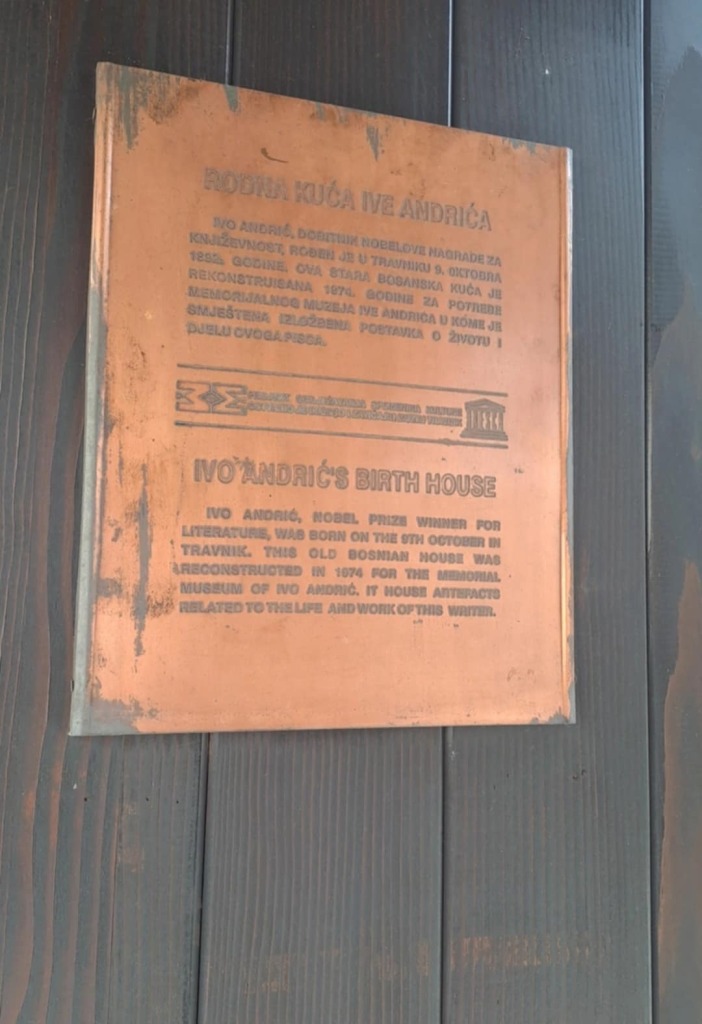 RODNA KUĆA IVE ANDRIĆA
IVO ANDRIĆ, DOBITNIK NOBELOVE NAGRADE ZA
KNJIŽEVNOST, ROĐEN JE U TRAVNIKU 9. OKTOBRA
1892. GODINE. OVA STARA BOSANSKA KUĆA JE
REKONSTRUISANA 1974. GODINE ZA POTREBE
MEMORIJALNOG MUZEJA IVE ANDRIĆA U KOME JE
SMJEŠTENA IZLOŽBENA POSTAVKA O ŽIVOTU I
DJELU OVOGA PISCA.
UNESCO
IVO ANDRIĆ'S BIRTH HOUSE
IVO ANDRIĆ, NOBEL PRIZE WINNER FOR
LITERATURE, WAS BORN ON THE 9TH OCTOBER IN
TRAVNIK. THIS OLD BOSNIAN HOUSE WAS
RECONSTRUCTED IN 1974 FOR THE MEMORIAL
MUSEUM OF IVO ANDRIĆ. IT HOUSE ARTEFACTS
RELATED TO THE LIFE AND WORK OF THIS WRITER.